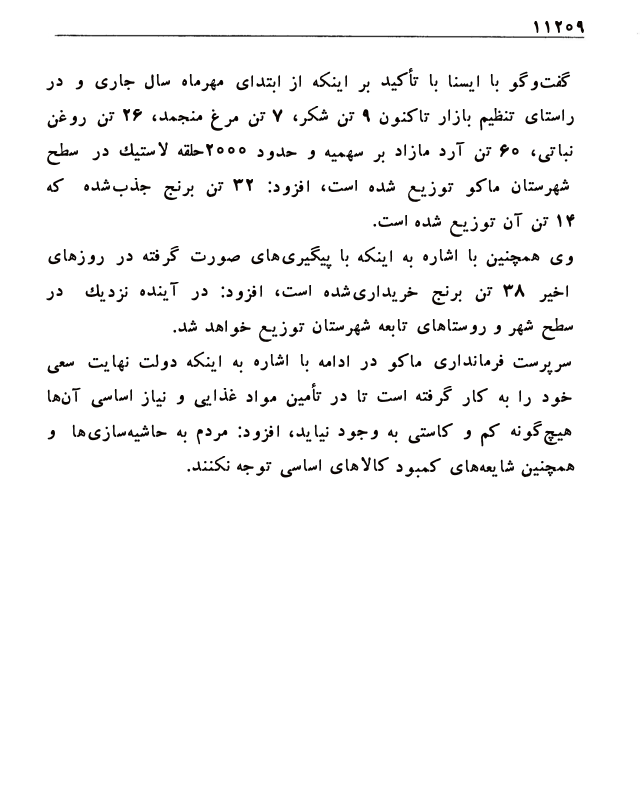 ۱۱۲۰۹
گفت‌وگو با ایسنا با تأکید بر اینکه از ابتدای مهرماه سال جاری و در
راستای تنظیم بازار تاکنون ۹ تن شکر، ۷ تن مرغ منجمد، ۲۶ تن روغن
نباتی، ۶۰ تن آرد مازاد بر سهمیه و حدود ۲۰۰۰حلقه لاستیك در سطح
شهرستان ماکو توزیع شده است، افزود: ۳۲ تن برنج جذب‌شده که
۱۴ تن آن توزیع شده است.
وی همچنین با اشاره به اینکه با پیگیری‌های صورت گرفته در روزهای
اخیر ۳۸ تن برنج خریداری‌شده است، افزود: در آینده نزدیك در
سطح شهر و روستاهای تابعه شهرستان توزیع خواهد شد.
سرپرست فرمانداری ماکو در ادامه با اشاره به اینکه دولت نهایت سعی
خود را به کار گرفته است تا در تأمین مواد غذایی و نیاز اساسی آن‌ها
هیچ‌گونه کم و کاستی به وجود نیاید، افزود: مردم به حاشیه‌سازی‌ها و
همچنین شایعه‌های کمبود کالاهای اساسی توجه نکنند.